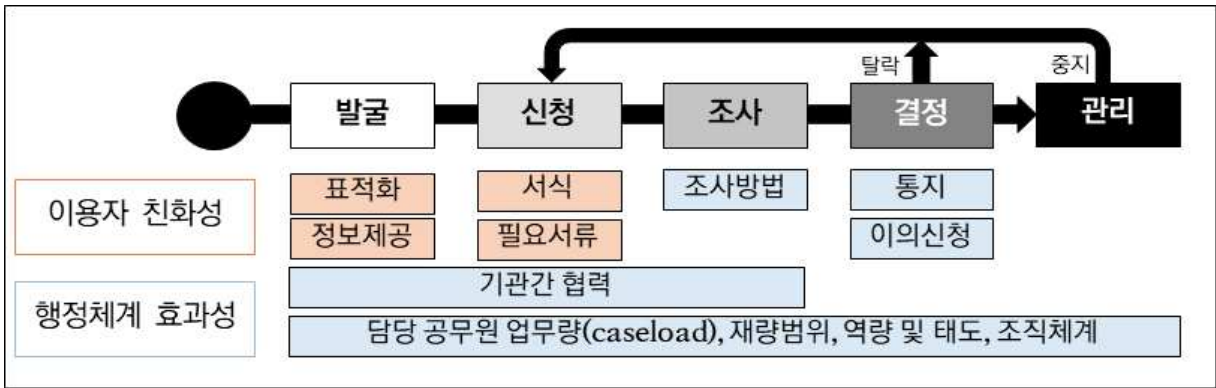 탈락
중지
발굴
신청
조사
결정
관리
이용자 친화성
표적화
서식
조사방법
통지
정보제공
필요서류
이의신청
행정체계 효과성
기관간 협력
담당 공무원 업무량(caseload), 재량범위, 역량 및 태도, 조직체계